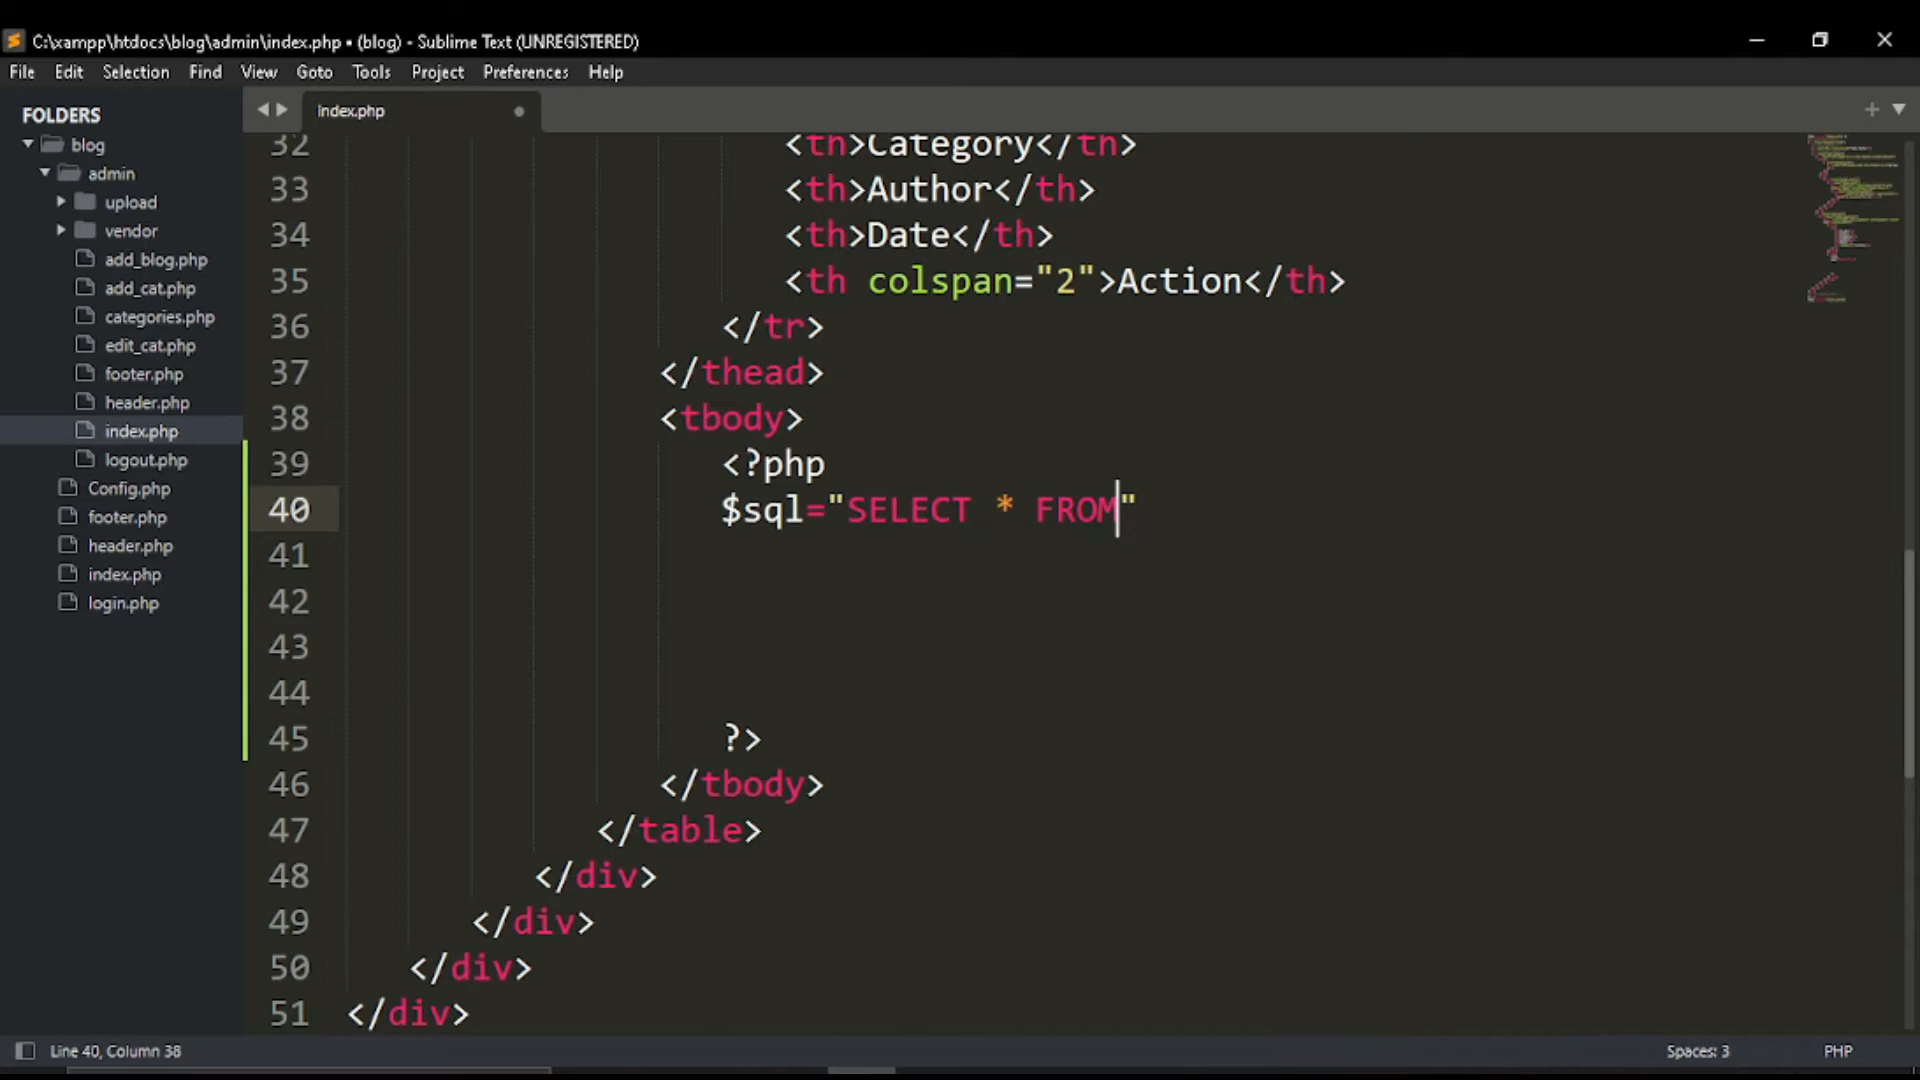 C:\xampp\htdocs\blog\admin\index.php • (blog) - Sublime Text (UNREGISTERED)
File Edit Selection Find View Goto Tools Project Preferences Help
FOLDERS
blog
admin
upload
vendor
add_blog.php
add_cat.php
categories.php
edit_cat.php
footer.php
header.php
index.php
logout.php
Config.php
footer.php
header.php
index.php
login.php
index.php
32 <th>Category</th>
33 <th>Author</th>
34 <th>Date</th>
35 <th colspan="2">Action</th>
36 </tr>
37 </thead>
38 <tbody>
39 <?php
40 $sql="SELECT * FROM"
41
42
43
44
45 ?>
46 </tbody>
47 </table>
48 </div>
49 </div>
50 </div>
51 </div>
Line 40, Column 38 Spaces: 3 PHP